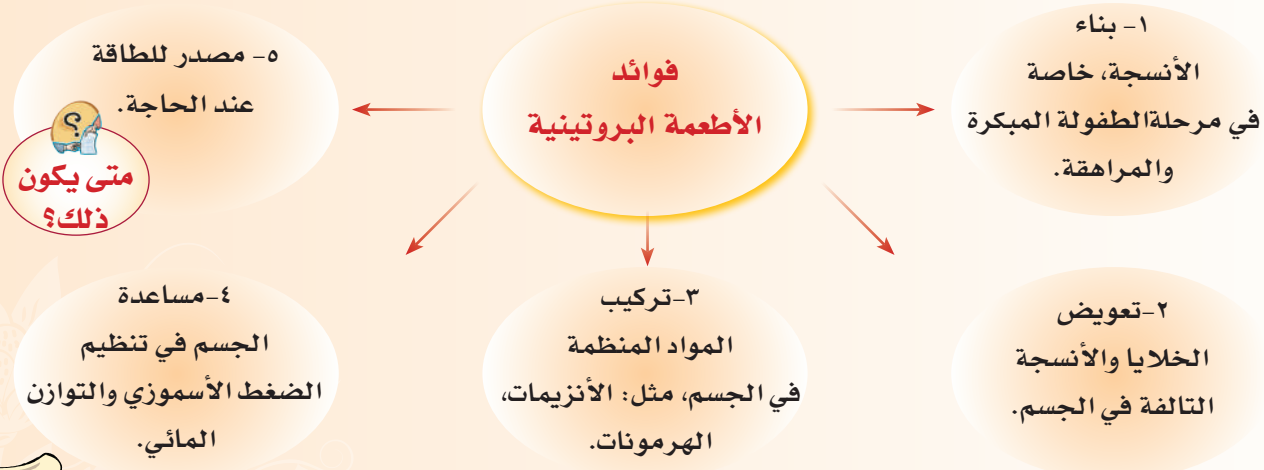 فوائد
الأطعمة البروتينية
١- بناء
الأنسجة، خاصة
في مرحلةالطفولة المبكرة
والمراهقة.
٢-تعويض
الخلايا والأنسجة
التالفة في الجسم.
٣-تركيب
المواد المنظمة
في الجسم، مثل: الأنزيمات،
الهرمونات.
٤-مساعدة
الجسم في تنظيم
الضغط الأسموزي والتوازن
المائي.
٥- مصدر للطاقة
عند الحاجة.
؟
متى يكون
ذلك؟